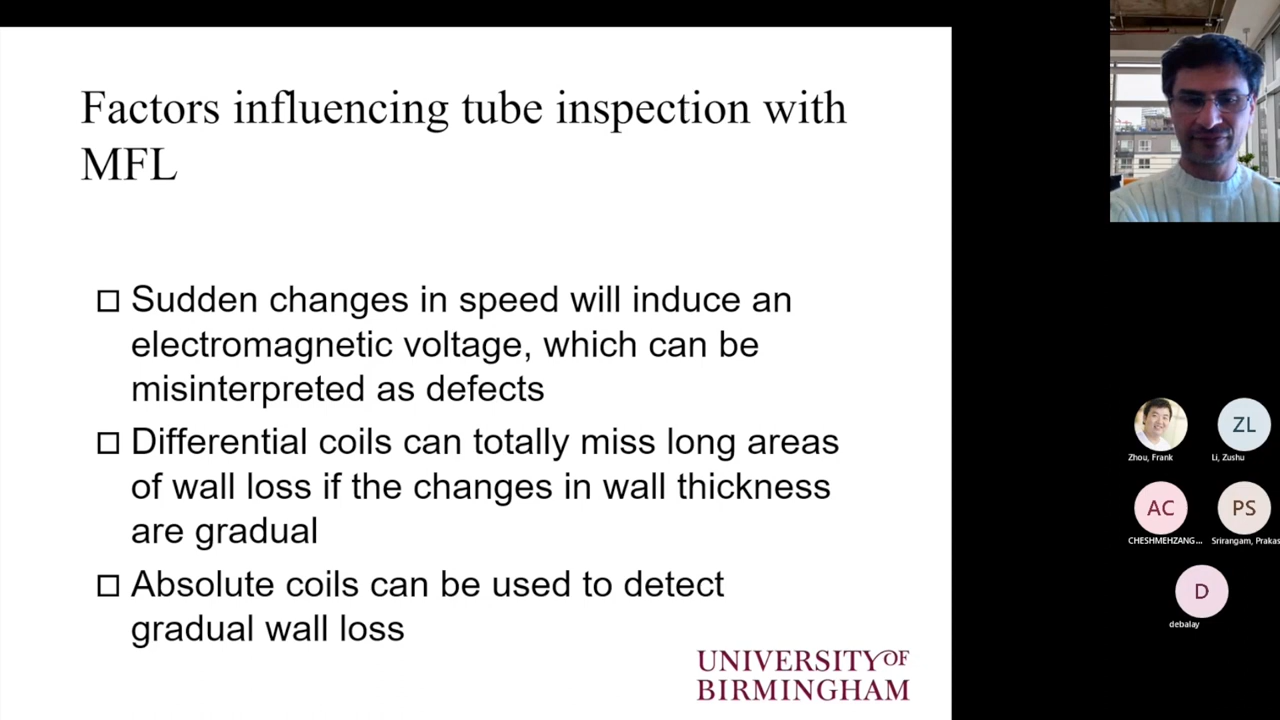 Factors influencing tube inspection with
MFL
Sudden changes in speed will induce an
electromagnetic voltage, which can be
misinterpreted as defects
Differential coils can totally miss long areas
of wall loss if the changes in wall thickness
are gradual
Absolute coils can be used to detect
gradual wall loss
UNIVERSITY OF
BIRMINGHAM
ZL
Zhou, Frank
Li, Zushu
AC
PS
CHESHMEHZANG...
Srirangam, Prakas
D
debalay